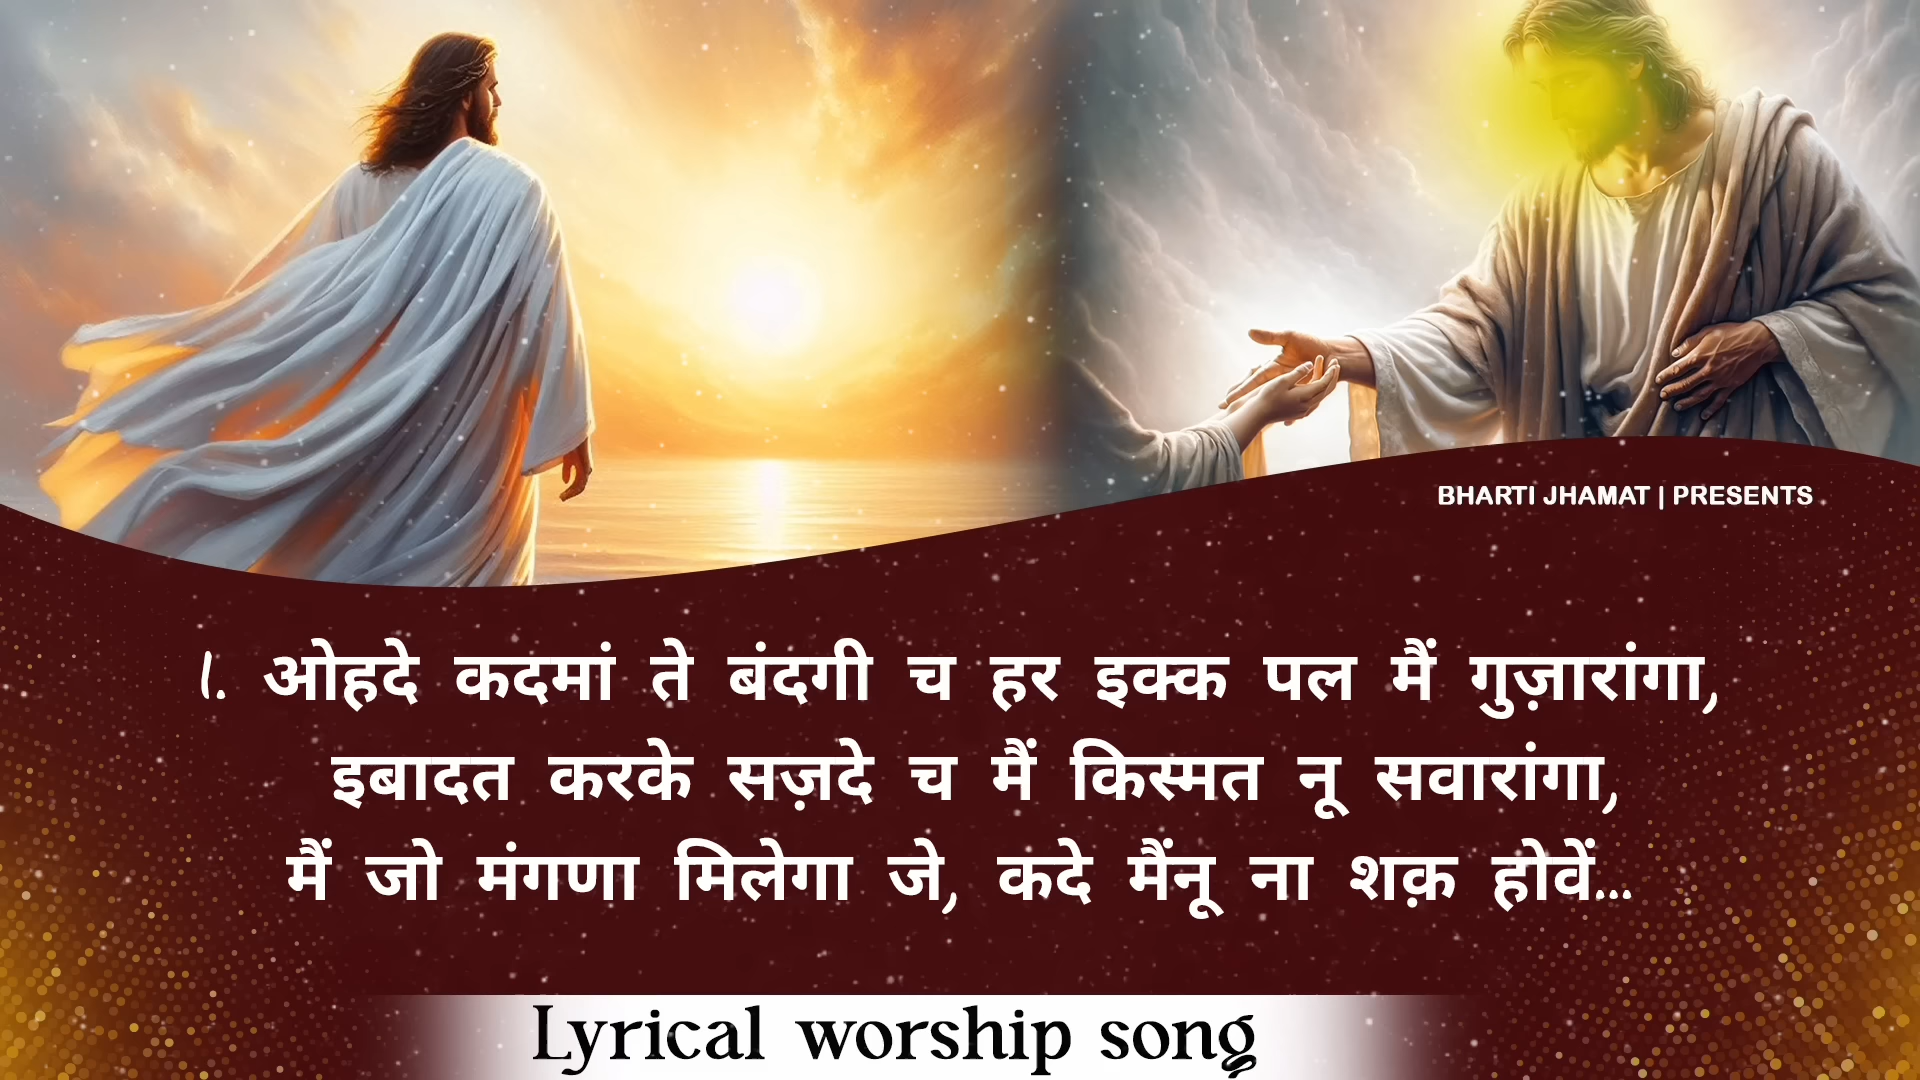 BHARTI JHAMAT | PRESENTS
1. ओहदे कदमां ते बंदगी च हर इक्क पल मैं गुज़ारांगा,
इबादत करके सज़दे च मैं किस्मत नू सवारांगा,
मैं जो मंगणा मिलेगा जे, कदे मैंनू ना शक़ होवें...
Lyrical worship song